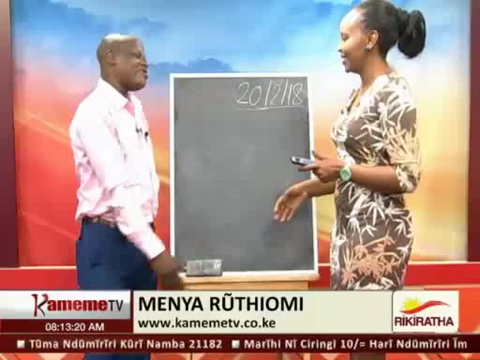 20/2/18
KAMEME TV
MENYA RŨTHIOMI
www.kamemetv.co.ke
RIKIRATHA
08:13:20 AM
■ Tũma Ndũmĩrĩri Kũrĩ Namba 21182 ■ Marĩhi Nĩ Ciringi 10/= Harĩ Ndũmĩrĩri Ĩm